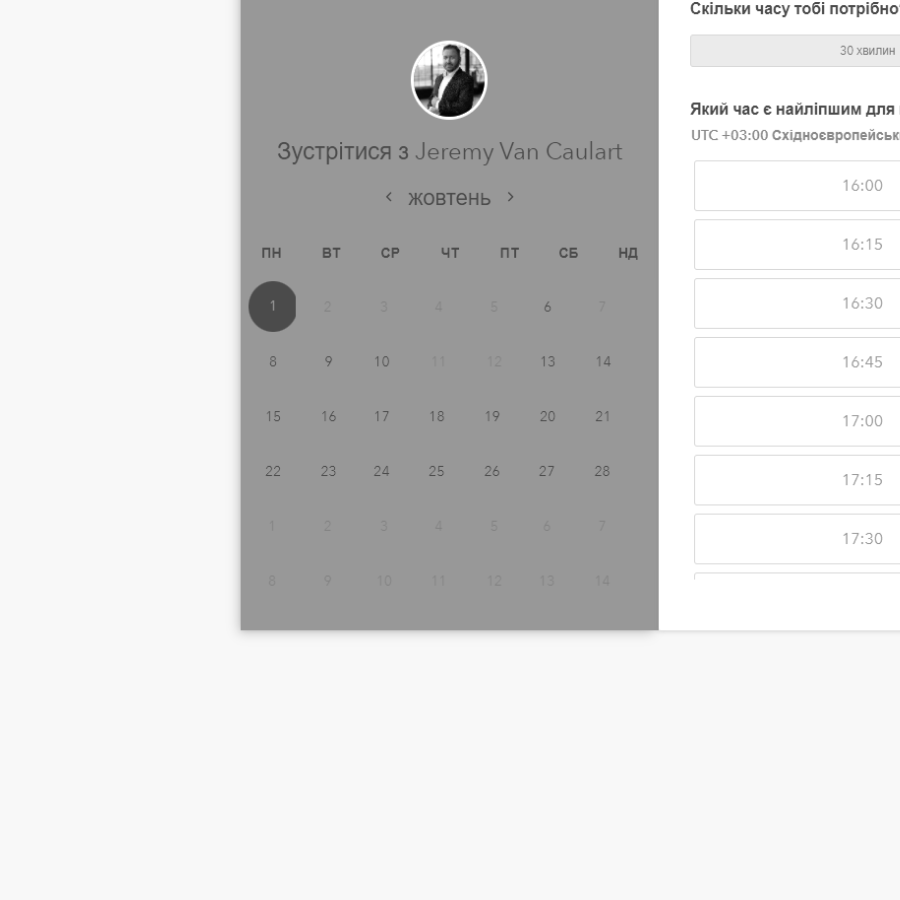 Скільки часу тобі потрібно
30 хвилин
Зустрітися з Jeremy Van Caulart
жовтень
ПН ВТ СР ЧТ ПТ СБ НД
1 2 3 4 5 6 7
8 9 10 11 12 13 14
15 16 17 18 19 20 21
22 23 24 25 26 27 28
1 2 3 4 5 6 7
8 9 10 11 12 13 14
Який час є найліпшим для
UTC +03:00 Східноєвропейськ
16:00
16:15
16:30
16:45
17:00
17:15
17:30